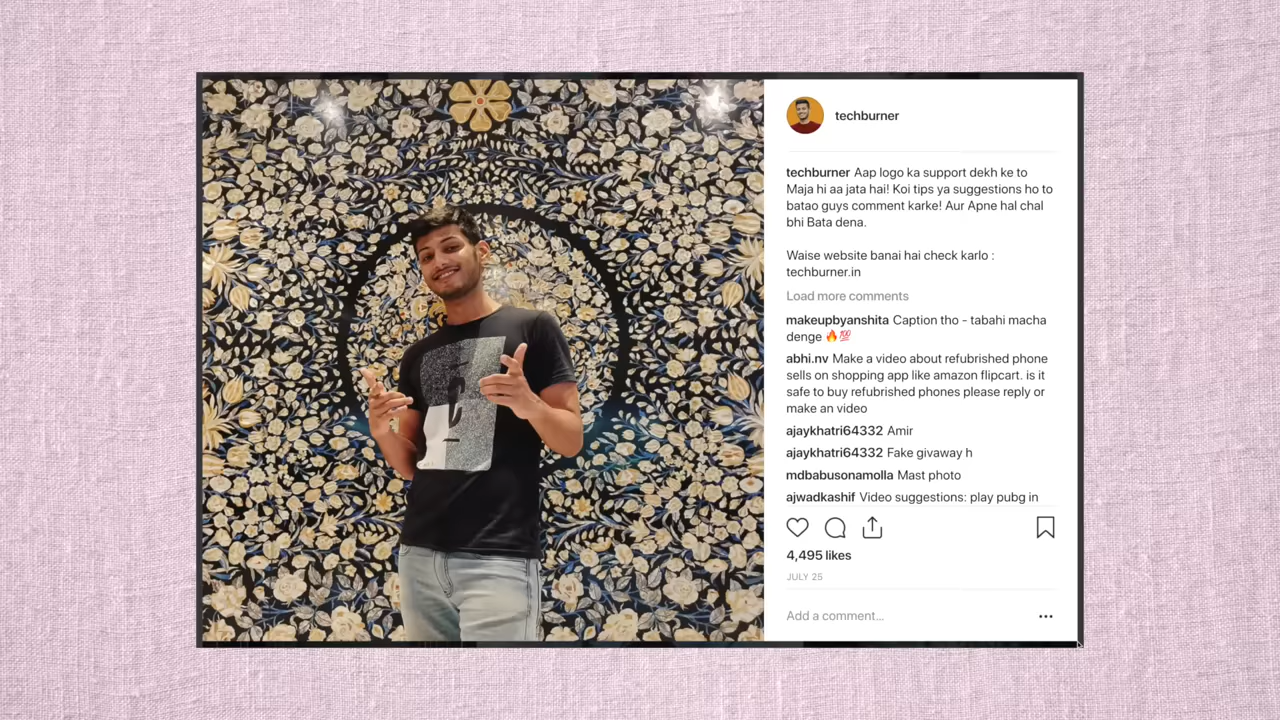 techburner
techburner Aap logo ka support dekh ke to
Maja hi aa jata hai! Koi tips ya suggestions ho to
batao guys comment karke! Aur Apne hal chal
bhi Bata dena.
Waise website banai hai check karlo :
techburner.in
Load more comments
makeupbyanshita Caption tho - tabahi macha
denge 🔥💯
abhi.nv Make a video about refubrished phone
sells on shopping app like amazon flipcart. is it
safe to buy refubrished phones please reply or
make an video
ajaykhatri64332 Amir
ajaykhatri64332 Fake givaway h
mdbabusonamolla Mast photo
ajwadkashif Video suggestions: play pubg in
4,495 likes
JULY 25
Add a comment...